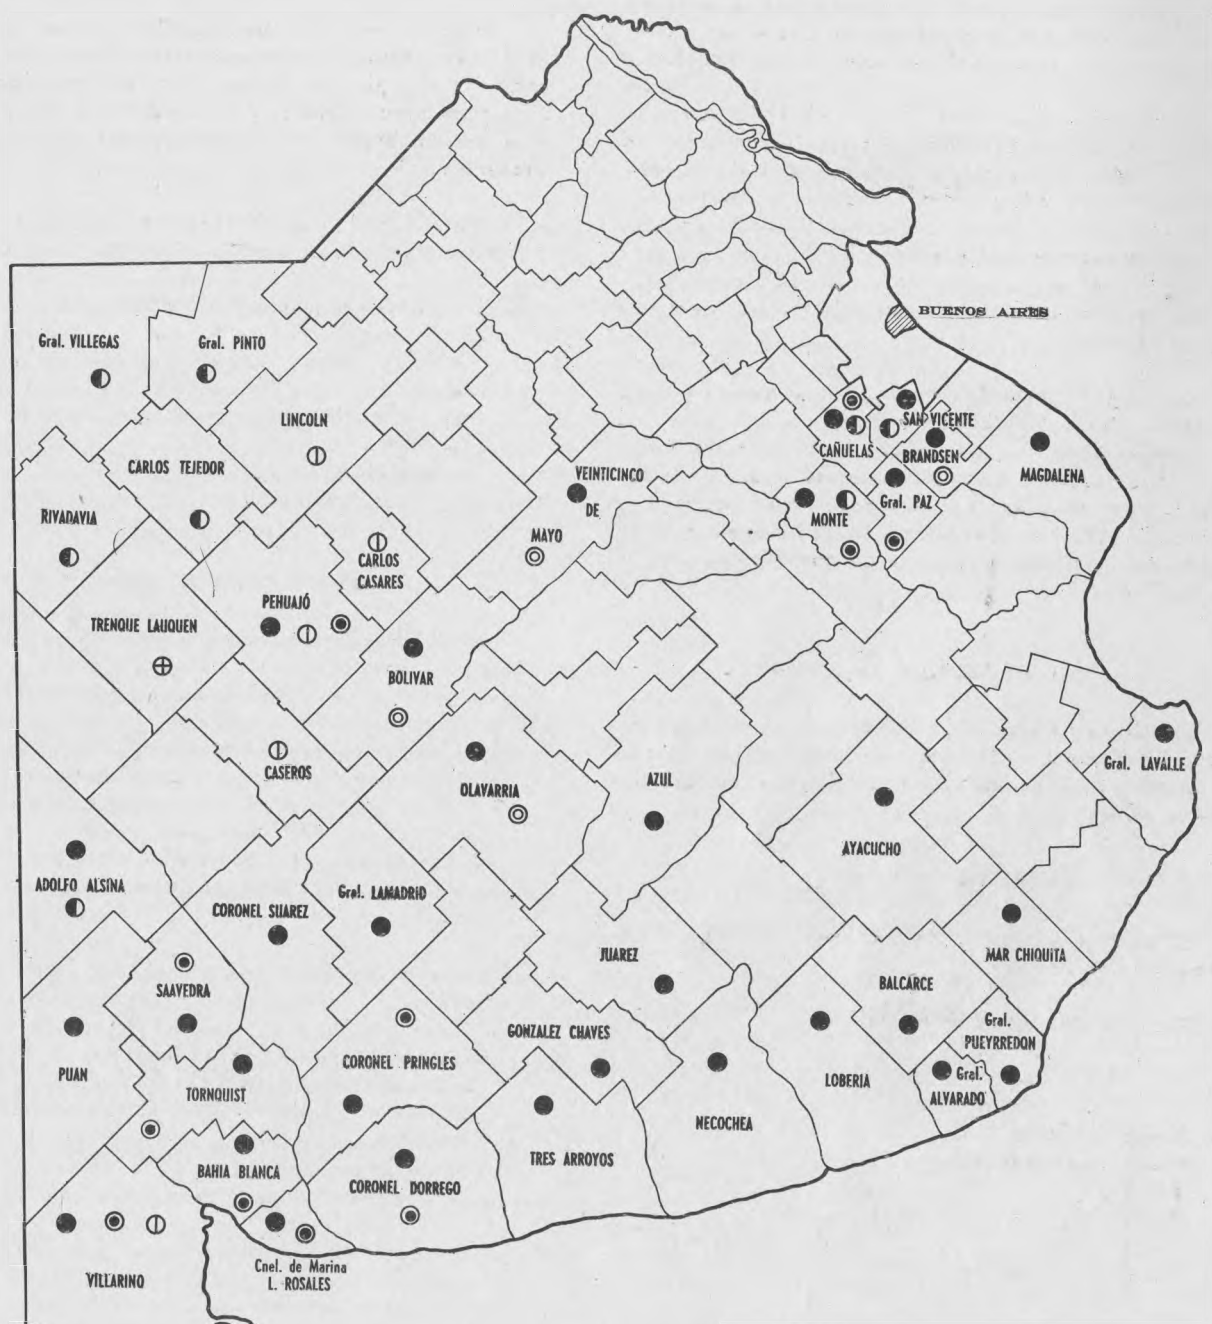 BUENOS AIRES
Gral. VILLEGAS
Gral. PINTO
LINCOLN
SAN VICENTE
CAÑUELAS
BRANDSEN
MAGDALENA
CARLOS TEJEDOR
VEINTICINCO
DE
MAYO
Gral. PAZ
MONTE
RIVADAVIA
CARLOS
CASARES
PEHUAJÓ
TRENQUE LAUQUEN
BOLIVAR
CASEROS
OLAVARRIA
AZUL
Gral. LAVALLE
AYACUCHO
ADOLFO ALSINA
CORONEL SUAREZ
Gral. LAMADRID
JUAREZ
MAR CHIQUITA
SAAVEDRA
BALCARCE
GONZALEZ CHAVES
Gral.
PUEYRREDON
PUAN
TORNQUIST
CORONEL PRINGLES
LOBERIA
Gral.
ALVARADO
NECOCHEA
BAHIA BLANCA
CORONEL DORREGO
TRES ARROYOS
VILLARINO
Cnel. de Marina
L. ROSALES